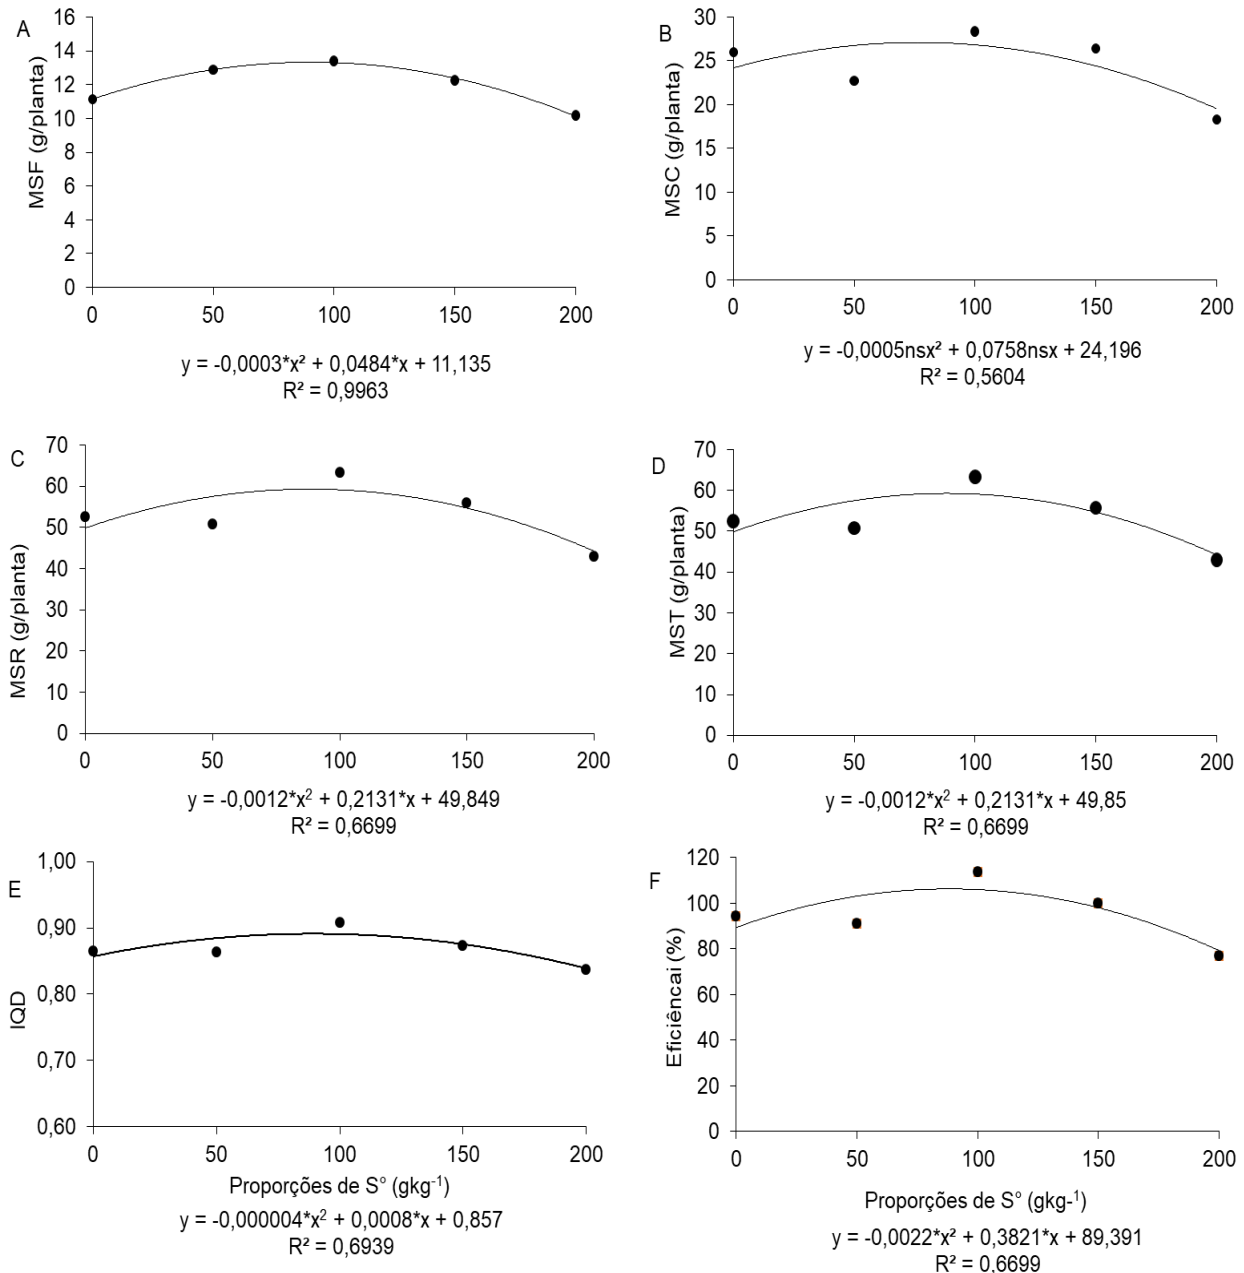 A
MSF (g/planta)
16
14
12
10
8
6
4
2
0
0 50 100 150 200
y = -0,0003*x² + 0,0484*x + 11,135
R² = 0,9963
B
MSC (g/planta)
30
25
20
15
10
5
0
0 50 100 150 200
y = -0,0005nsx² + 0,0758nsx + 24,196
R² = 0,5604
C
MSR (g/planta)
70
60
50
40
30
20
10
0
0 50 100 150 200
y = -0,0012*x² + 0,2131*x + 49,849
R² = 0,6699
D
MST (g/planta)
70
60
50
40
30
20
10
0
0 50 100 150 200
y = -0,0012*x² + 0,2131*x + 49,85
R² = 0,6699
E
IQD
1,00
0,90
0,80
0,70
0,60
0 50 100 150 200
Proporções de S° (gkg⁻¹)
y = -0,000004*x² + 0,0008*x + 0,857
R² = 0,6939
F
Eficiêncai (%)
120
100
80
60
40
20
0
0 50 100 150 200
Proporções de S° (gkg-¹)
y = -0,0022*x² + 0,3821*x + 89,391
R² = 0,6699